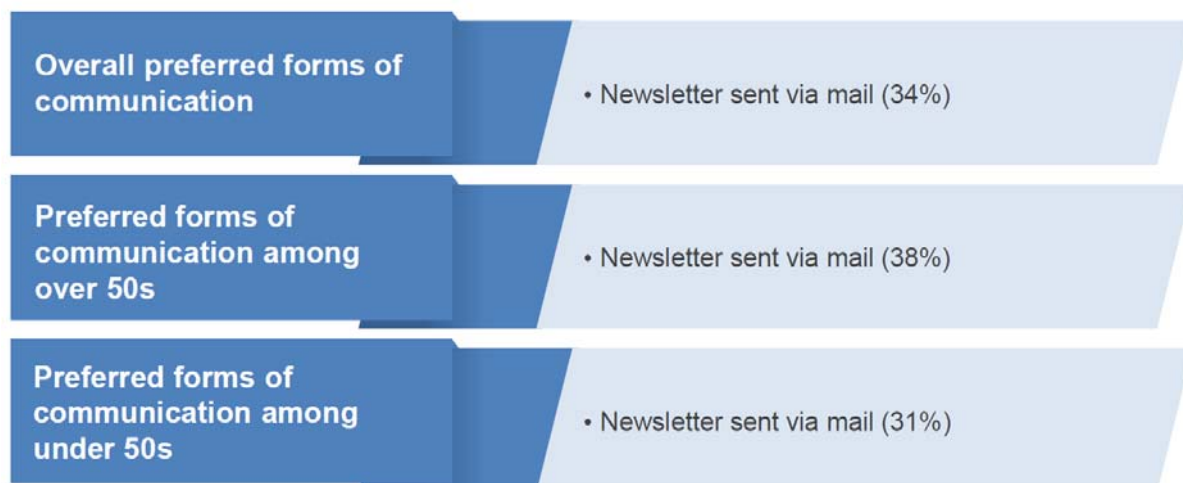 Overall preferred forms of
communication
• Newsletter sent via mail (34%)
Preferred forms of
communication among
over 50s
• Newsletter sent via mail (38%)
Preferred forms of
communication among
under 50s
• Newsletter sent via mail (31%)